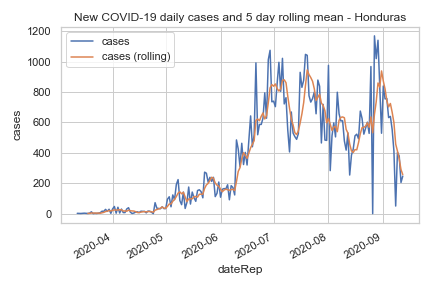 New COVID-19 daily cases and 5 day rolling mean - Honduras
cases
cases (rolling)
1200
1000
800
600
400
200
0
cases
2020-04
2020-05
2020-06
2020-07
2020-08
2020-09
dateRep